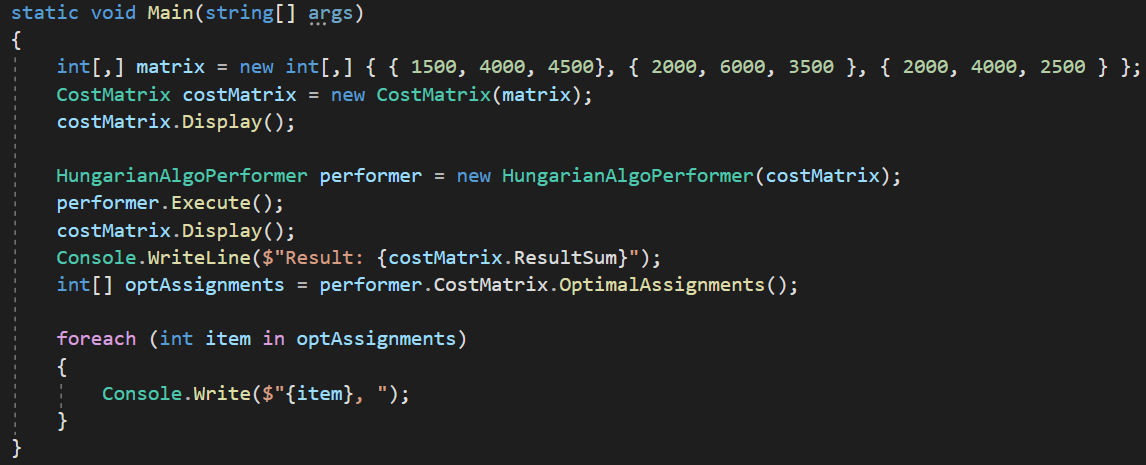 static void Main(string[] args)
{
    int[,] matrix = new int[,] { { 1500, 4000, 4500}, { 2000, 6000, 3500 }, { 2000, 4000, 2500 } };
    CostMatrix costMatrix = new CostMatrix(matrix);
    costMatrix.Display();

    HungarianAlgoPerformer performer = new HungarianAlgoPerformer(costMatrix);
    performer.Execute();
    costMatrix.Display();
    Console.WriteLine($"Result: {costMatrix.ResultSum}");
    int[] optAssignments = performer.CostMatrix.OptimalAssignments();

    foreach (int item in optAssignments)
    {
        Console.Write($"{item}, ");
    }
}